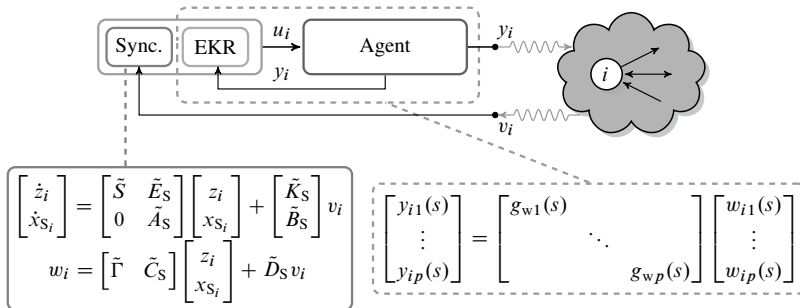 Sync. EKR u_i Agent y_i
y_i
i
v_i
[ż_i; ẋ_{S_i}] = [S̃ Ẽ_S; 0 Ã_S] [z_i; x_{S_i}] + [K̃_S; B̃_S] v_i
w_i = [Γ̃ C̃_S] [z_i; x_{S_i}] + D̃_S v_i
[y_{i1}(s); ⋮; y_{ip}(s)] = [g_{w1}(s) ⋱ g_{wp}(s)] [w_{i1}(s); ⋮; w_{ip}(s)]